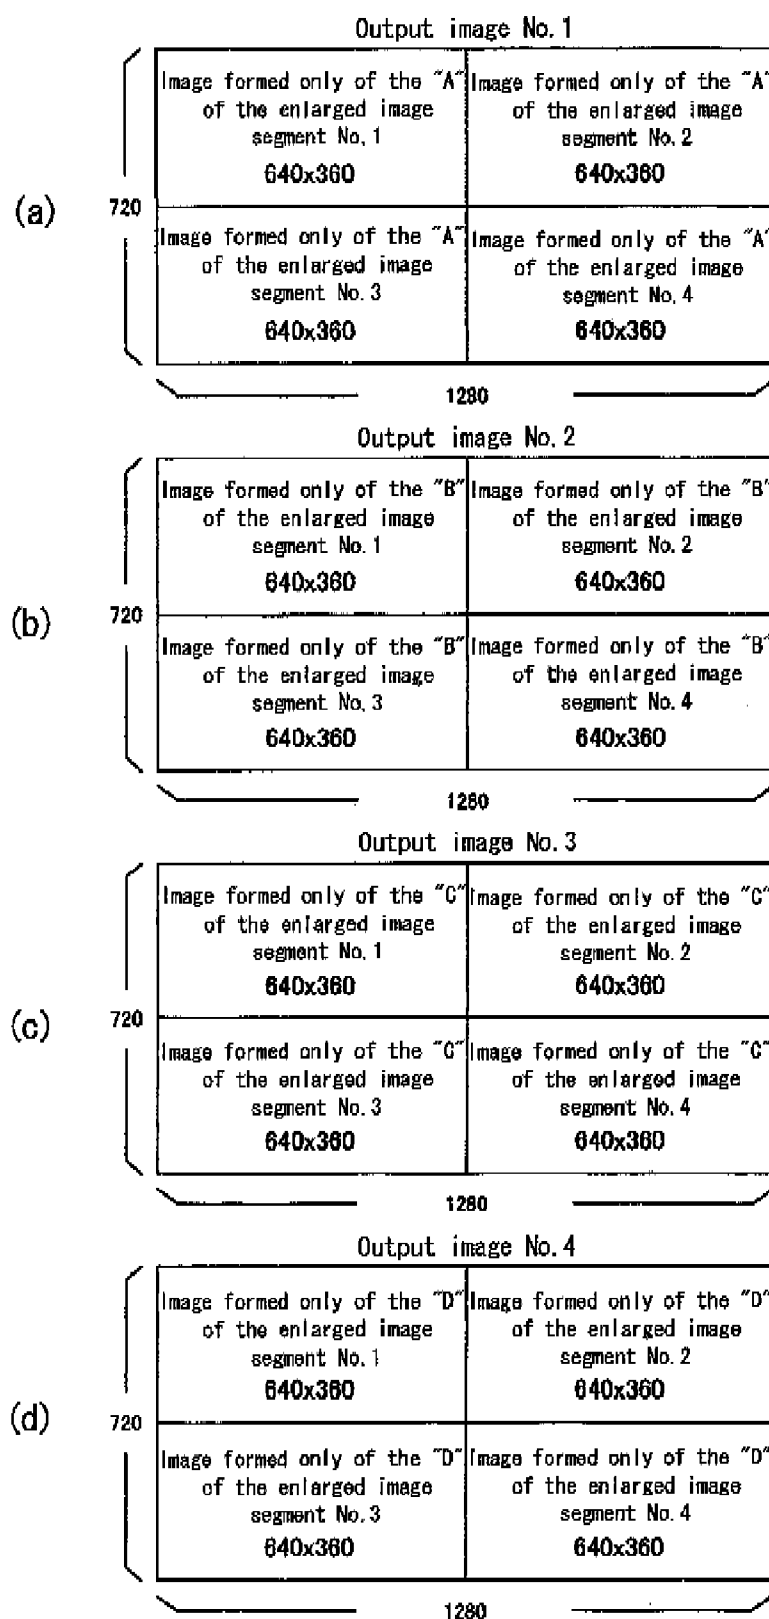 Output image No.1
Image formed only of the "A" of the enlarged image segment No.1 640x360
Image formed only of the "A" of the enlarged image segment No.2 640x360
(a)
720
Image formed only of the "A" of the enlarged image segment No.3 640x360
Image formed only of the "A" of the enlarged image segment No.4 640x360
1280
Output image No.2
Image formed only of the "B" of the enlarged image segment No.1 640x360
Image formed only of the "B" of the enlarged image segment No.2 640x360
(b)
720
Image formed only of the "B" of the enlarged image segment No.3 640x360
Image formed only of the "B" of the enlarged image segment No.4 640x360
1280
Output image No.3
Image formed only of the "C" of the enlarged image segment No.1 640x360
Image formed only of the "C" of the enlarged image segment No.2 640x360
(c)
720
Image formed only of the "C" of the enlarged image segment No.3 640x360
Image formed only of the "C" of the enlarged image segment No.4 640x360
1280
Output image No.4
Image formed only of the "D" of the enlarged image segment No.1 640x360
Image formed only of the "D" of the enlarged image segment No.2 640x360
(d)
720
Image formed only of the "D" of the enlarged image segment No.3 640x360
Image formed only of the "D" of the enlarged image segment No.4 640x360
1280